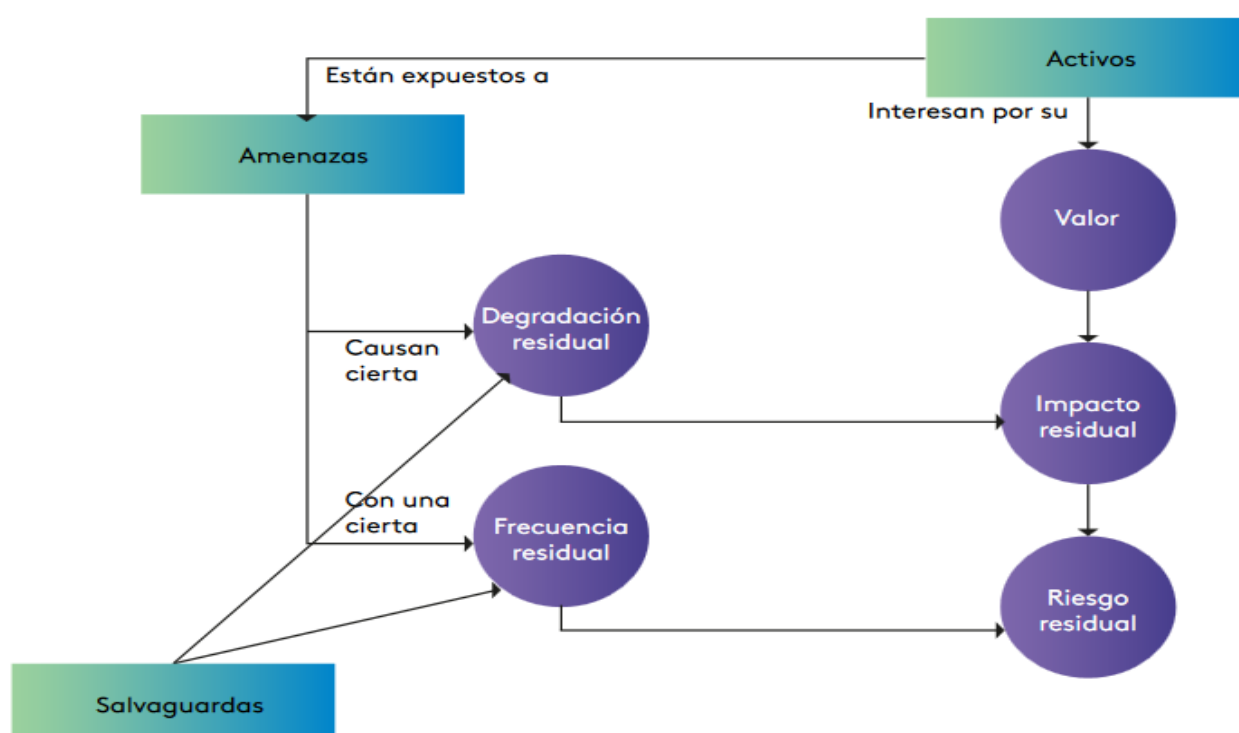 Activos
Están expuestos a
Interesan por su
Amenazas
Valor
Degradación
residual
Causan
cierta
Impacto
residual
Con una
cierta
Frecuencia
residual
Riesgo
residual
Salvaguardas